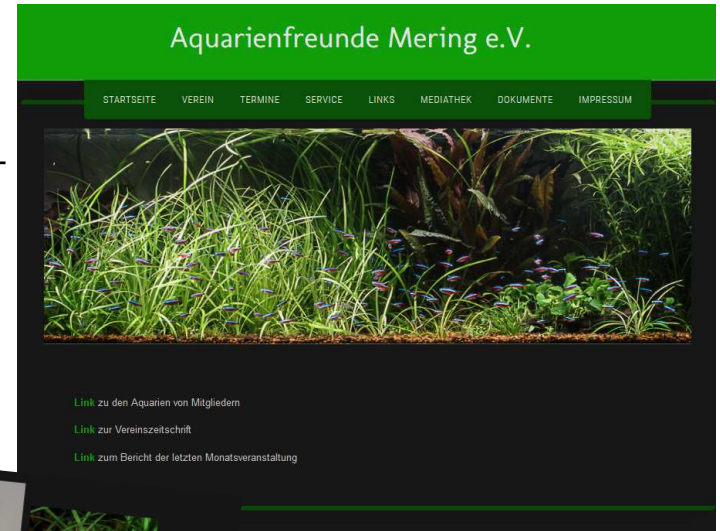 Aquarienfreunde Mering e.V.
STARTSEITE VEREIN TERMINE SERVICE LINKS MEDIATHEK DOKUMENTE IMPRESSUM
Link zu den Aquarien von Mitgliedern
Link zur Vereinszeitschrift
Link zum Bericht der letzten Monatsveranstaltung